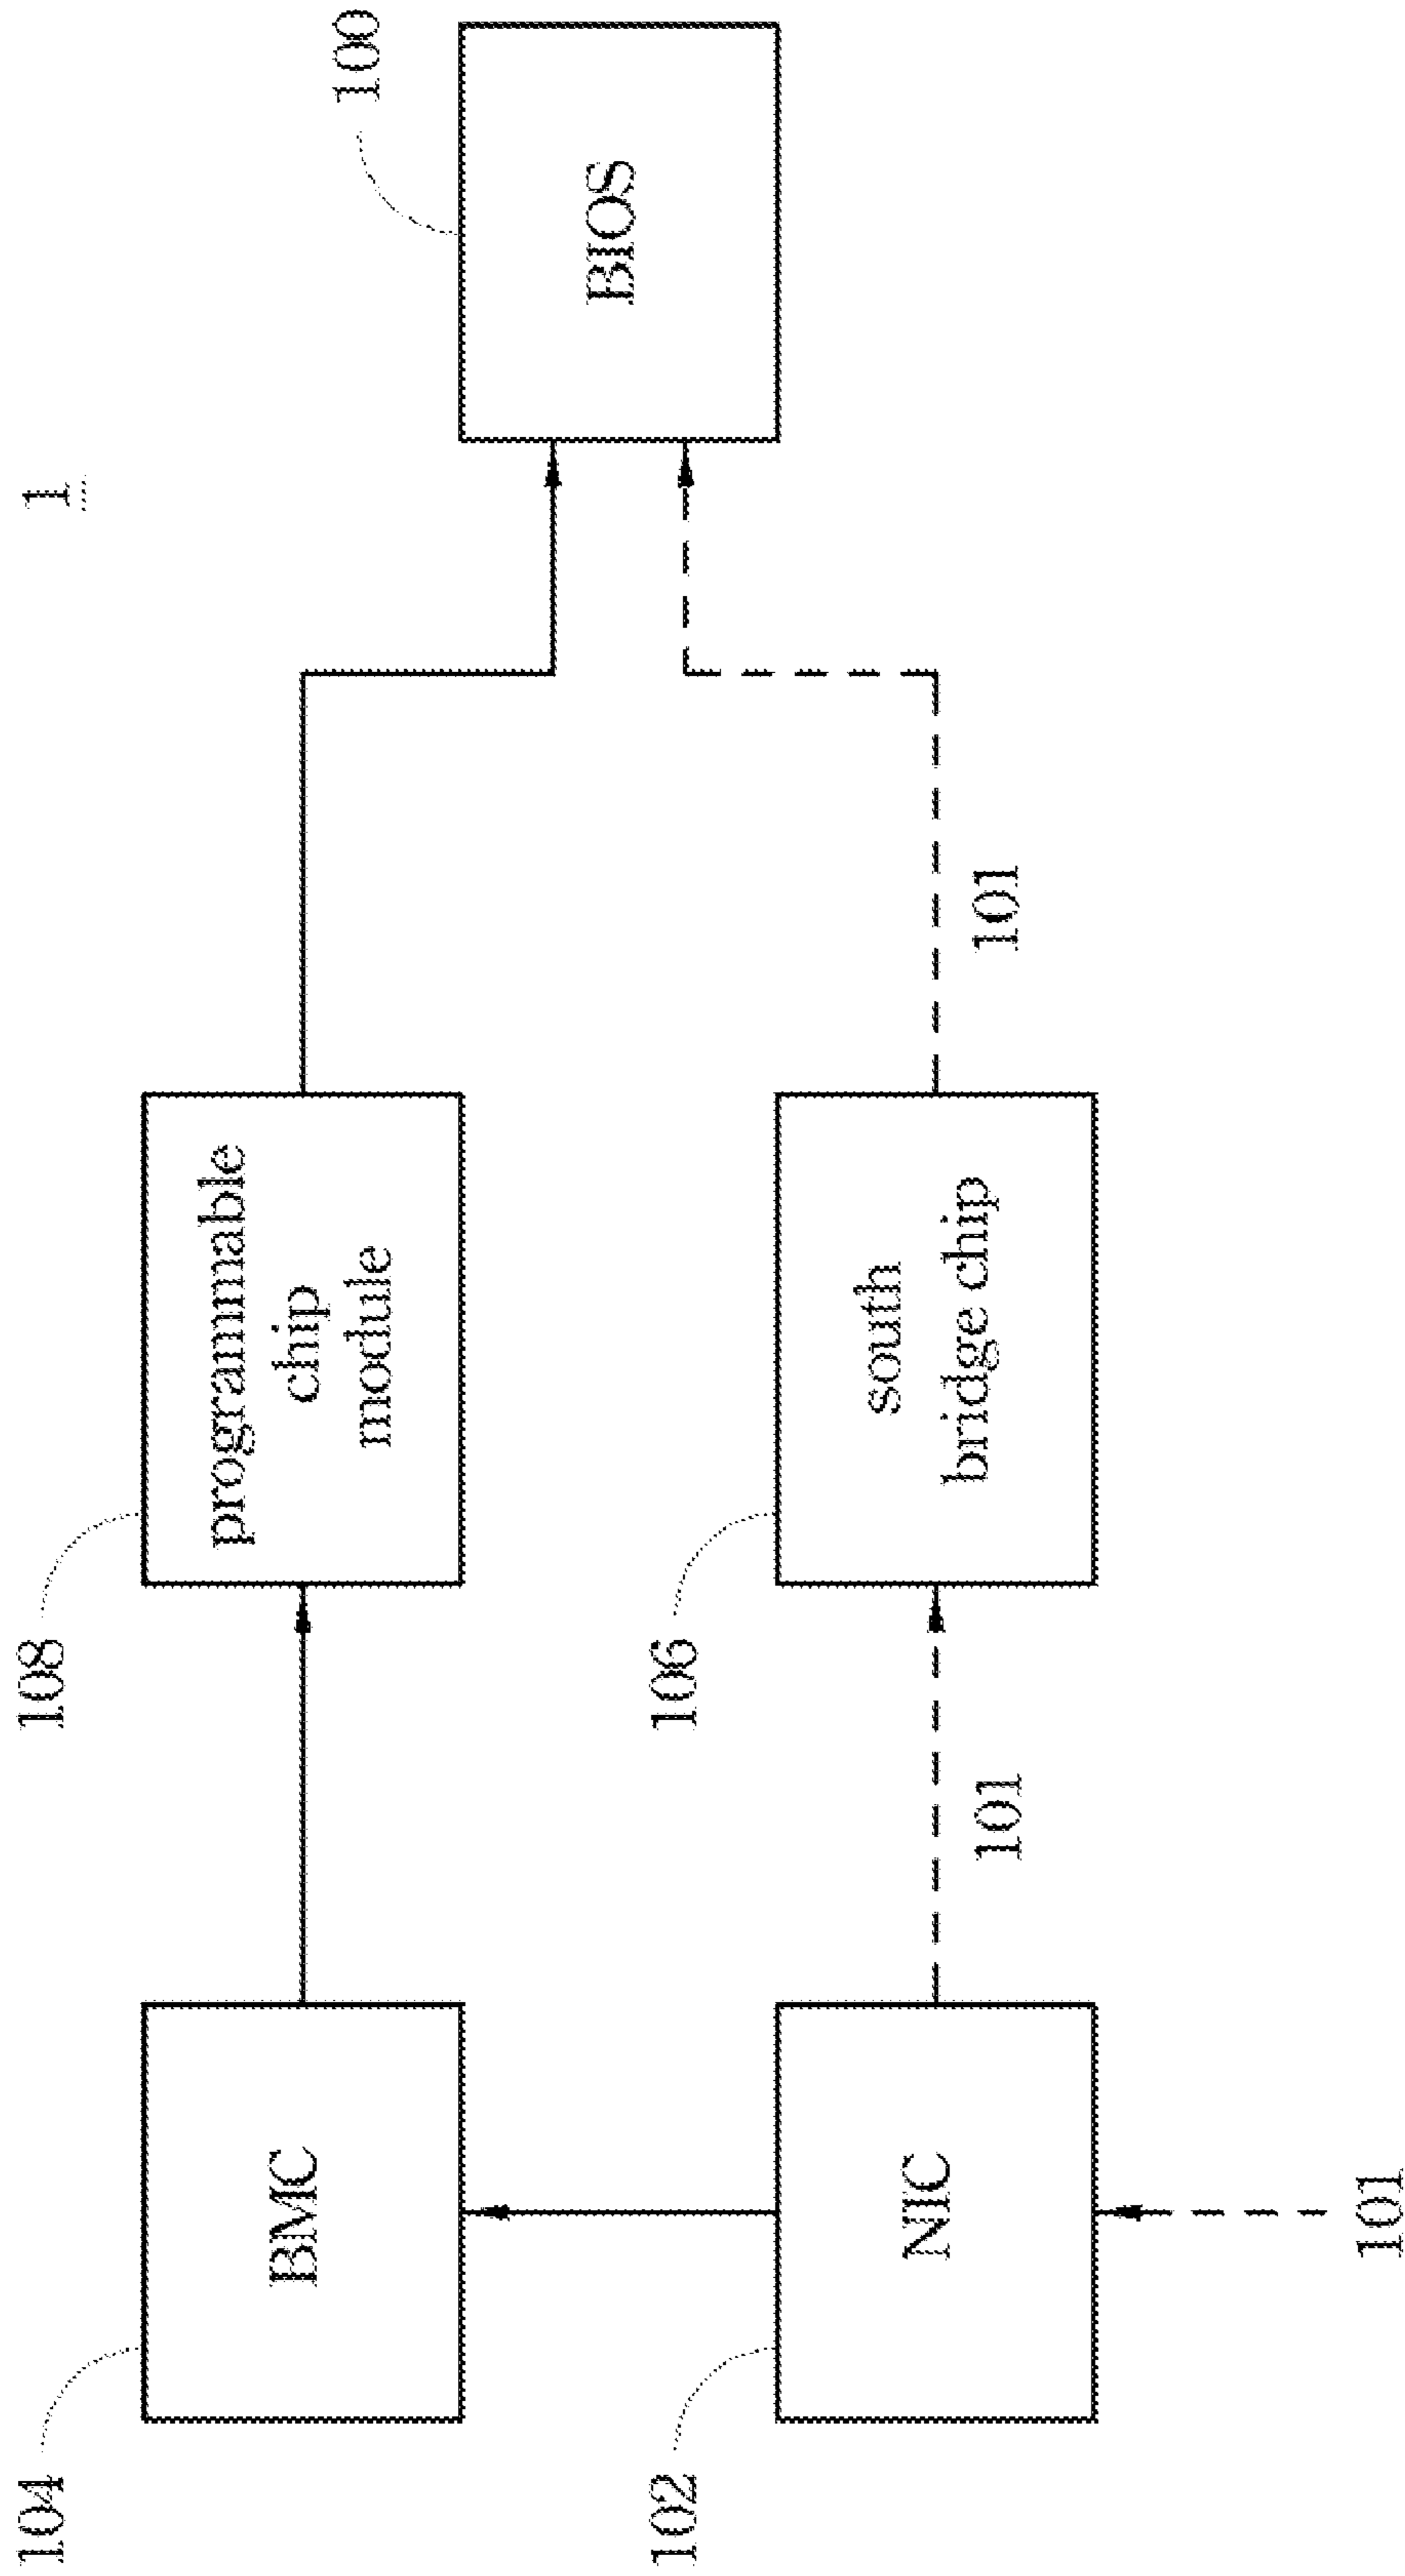 104
108
1
BMC
programmable
chip
module
100
BIOS
102
106
NIC
south
bridge chip
101
101
101